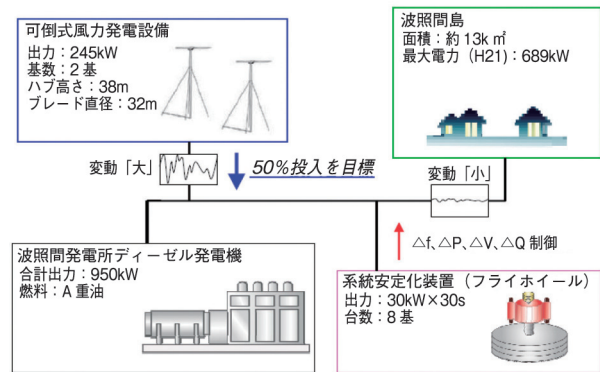 可倒式風力発電設備
出力：245kW
基数：2基
ハブ高さ：38m
ブレード直径：32m
波照間島
面積：約13k㎡
最大電力（H21）：689kW
変動「大」
50%投入を目標
変動「小」
△f、△P、△V、△Q 制御
波照間発電所ディーゼル発電機
合計出力：950kW
燃料：A重油
系統安定化装置（フライホイール）
出力：30kW×30s
台数：8基